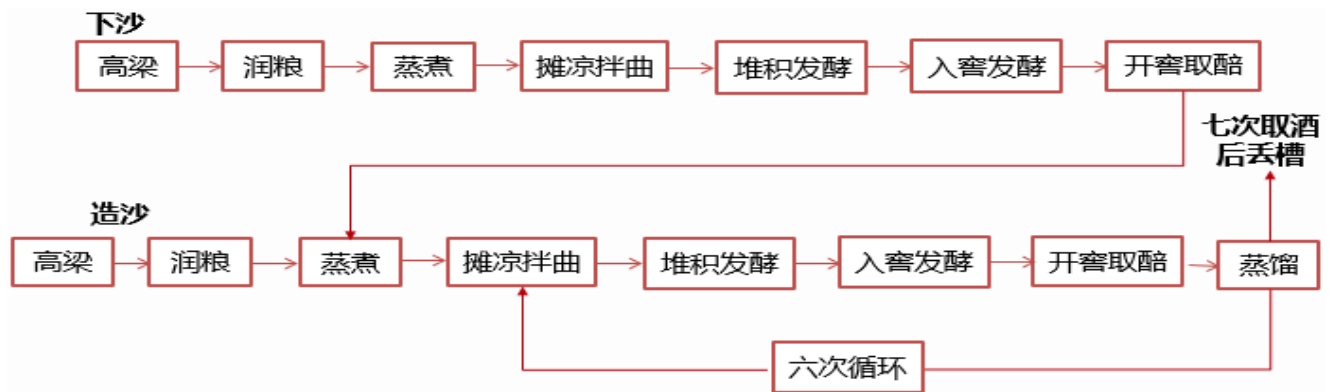 下沙
高梁
润粮
蒸煮
摊凉拌曲
堆积发酵
入窖发酵
开窖取醅
七次取酒
后丢槽
造沙
高梁
润粮
蒸煮
摊凉拌曲
堆积发酵
入窖发酵
开窖取醅
蒸馏
六次循环